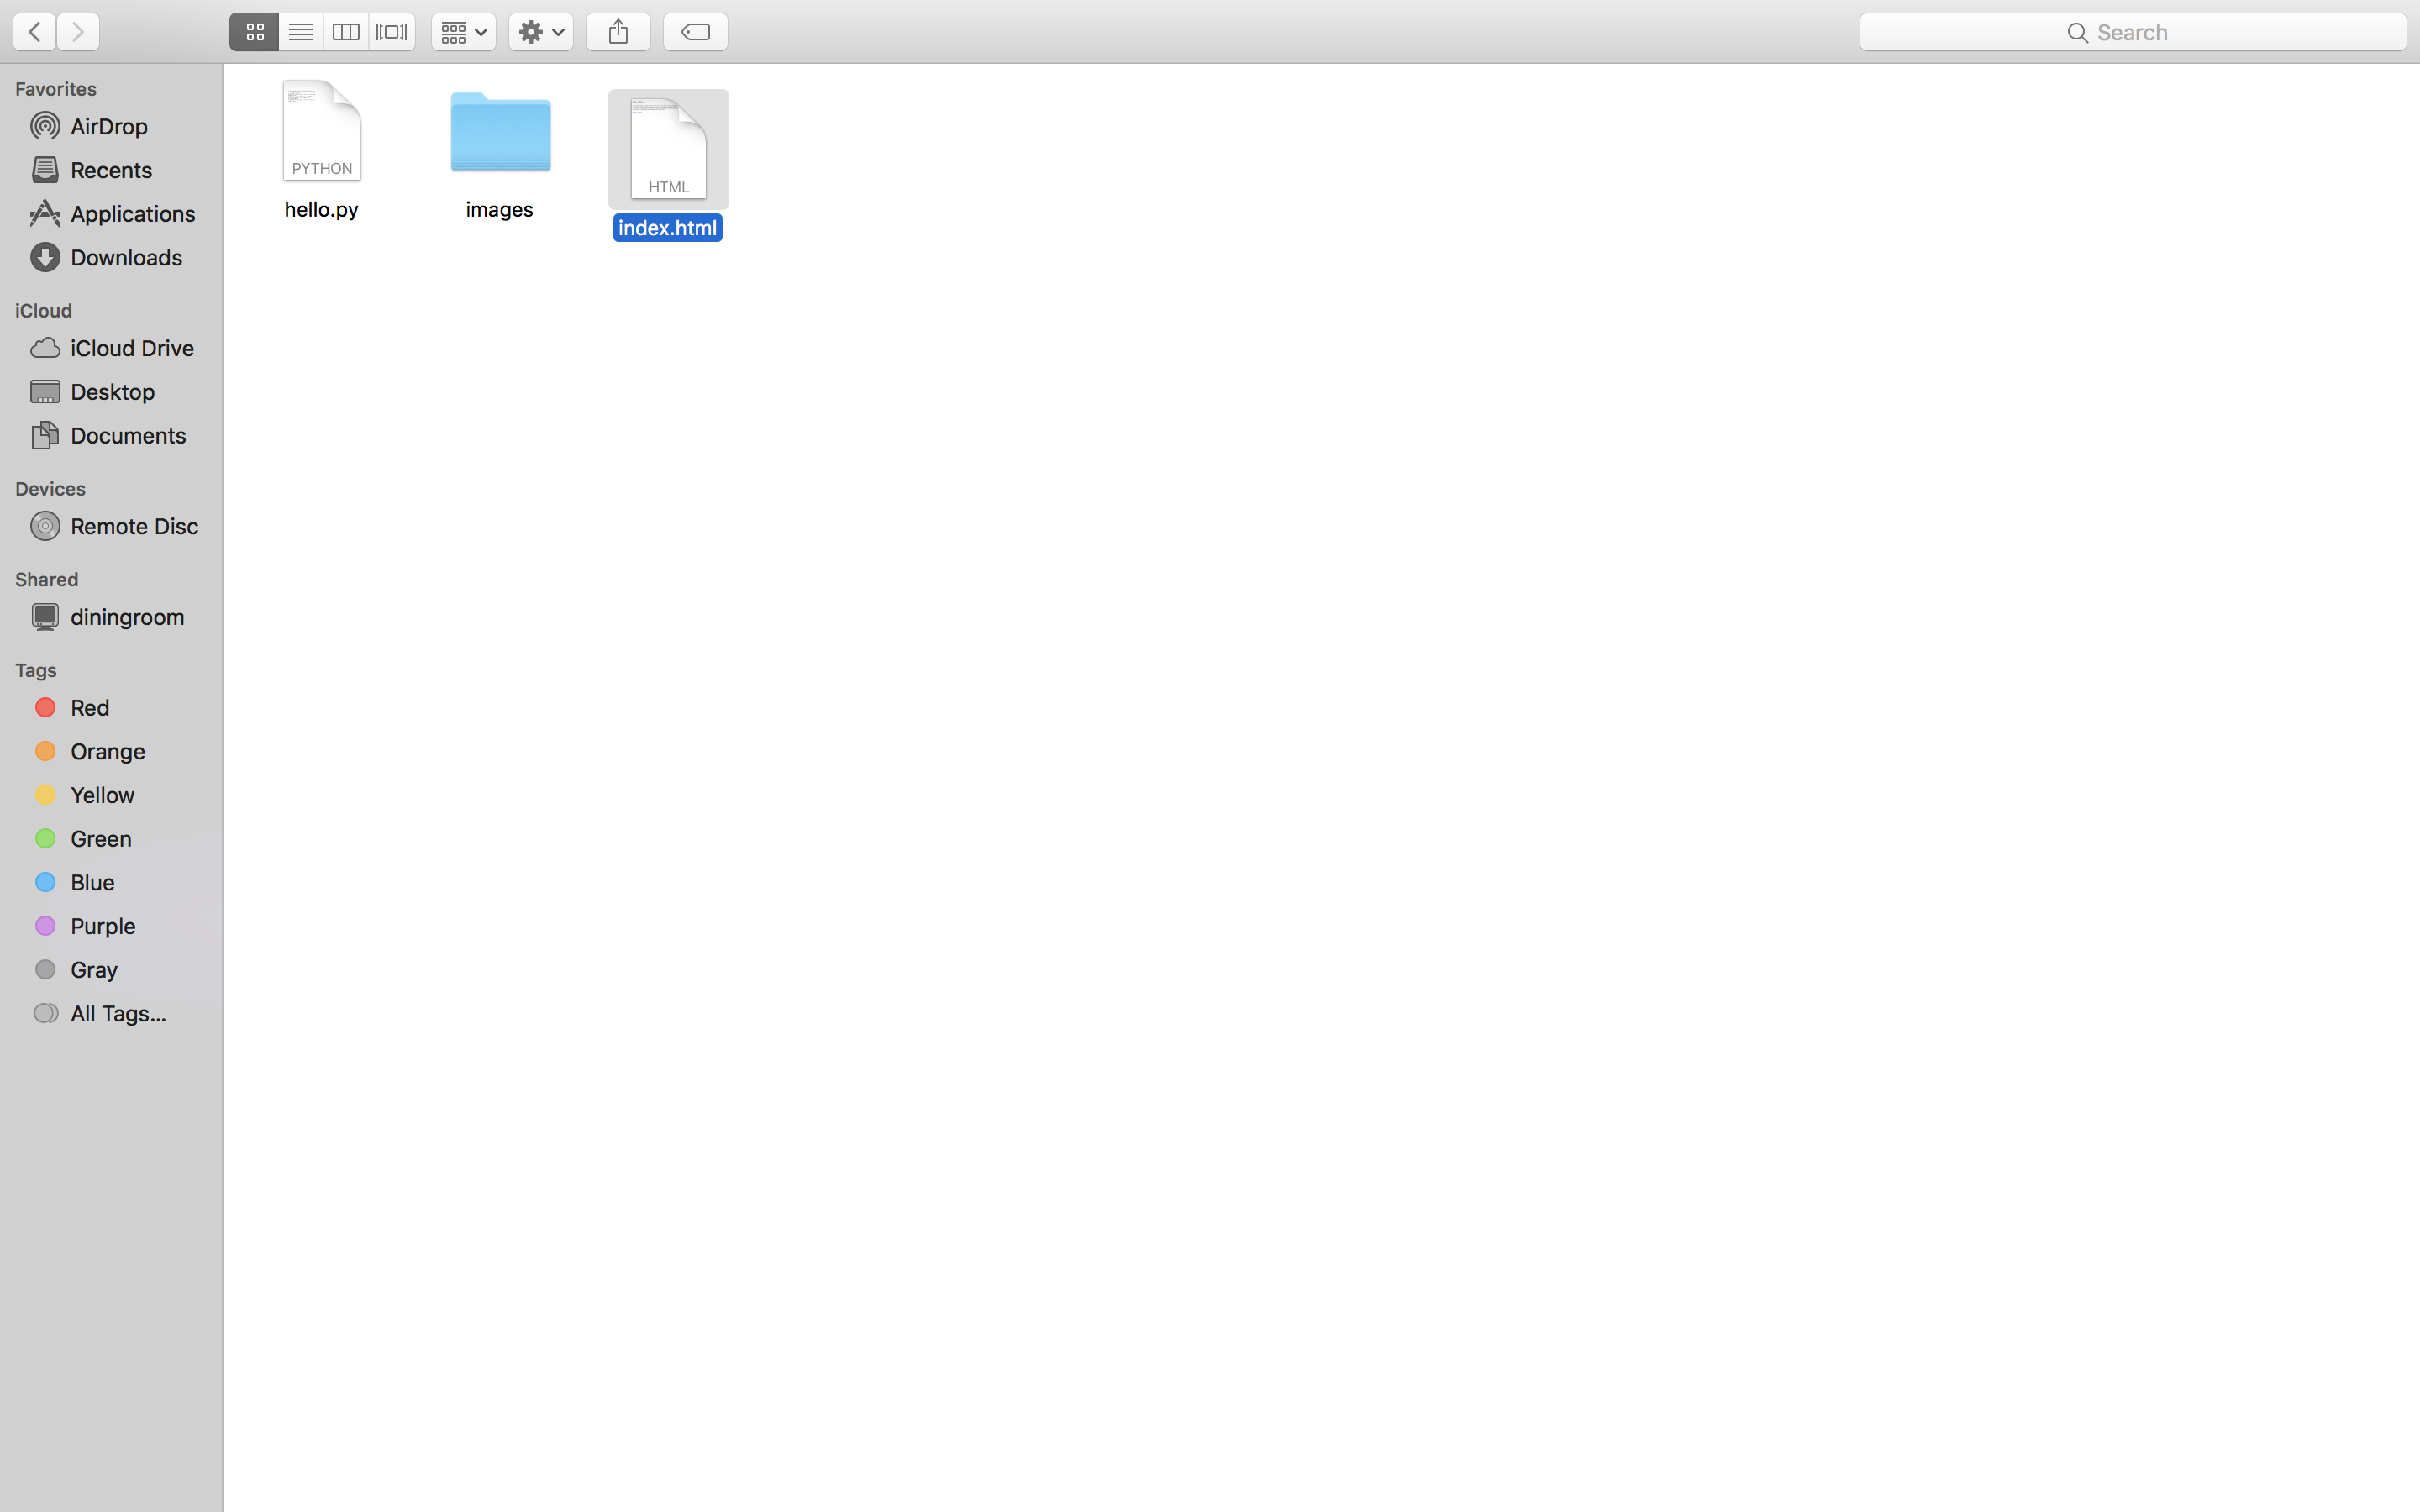 Search
Favorites
AirDrop
Recents
Applications
Downloads
iCloud
iCloud Drive
Desktop
Documents
Devices
Remote Disc
Shared
diningroom
Tags
Red
Orange
Yellow
Green
Blue
Purple
Gray
All Tags...
PYTHON
hello.py
images
HTML
index.html